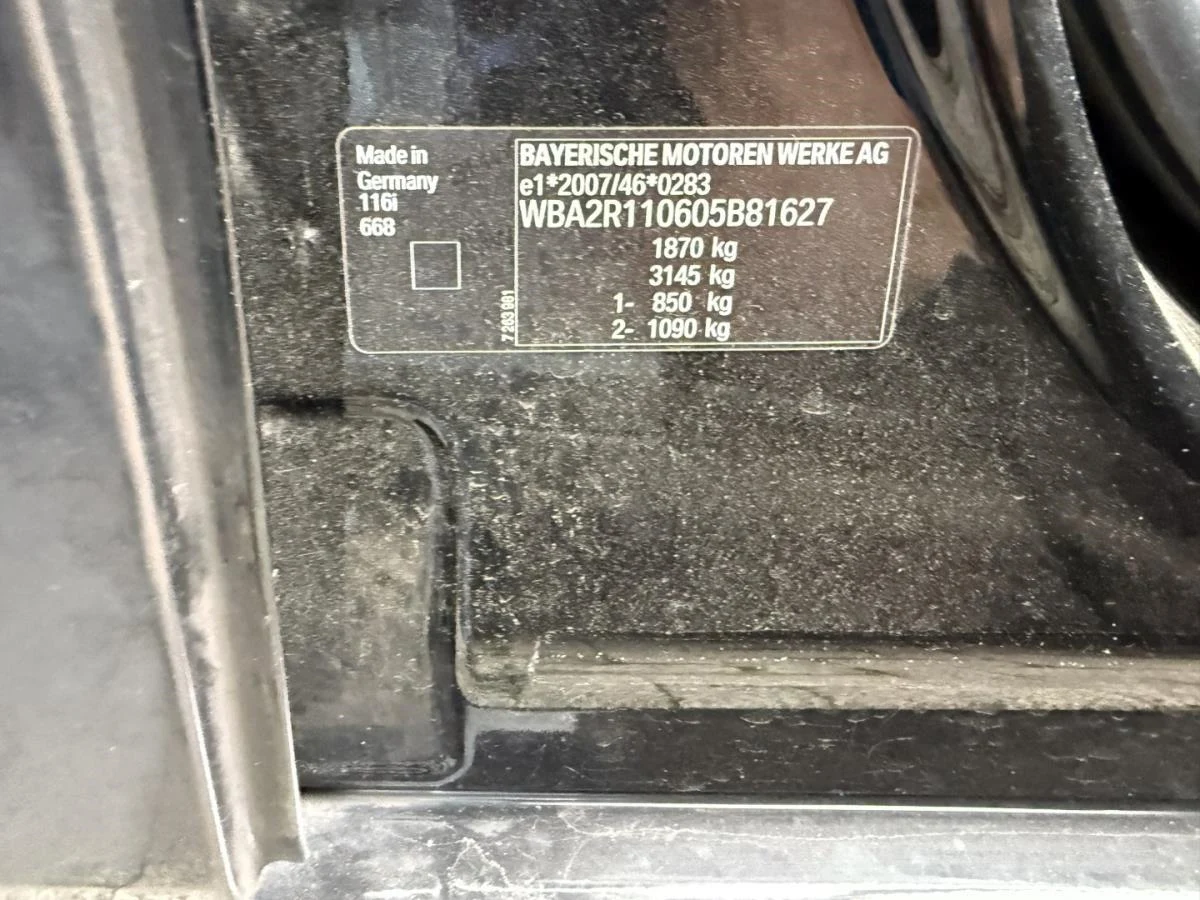 Made in
Germany
116i
668
7 263 981
BAYERISCHE MOTOREN WERKE AG
e1*2007/46*0283
WBA2R110605B81627
1870 kg
3145 kg
1- 850 kg
2- 1090 kg